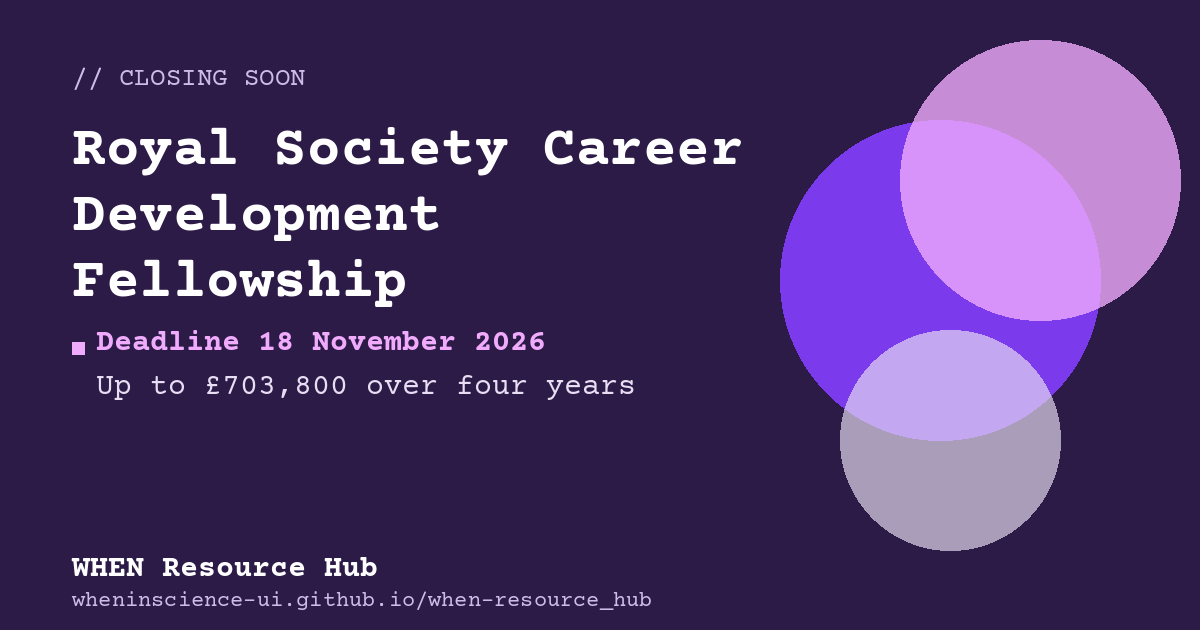 // CLOSING SOON
Royal Society Career
Development
Fellowship
Deadline 18 November 2026
Up to £703,800 over four years
WHEN Resource Hub
wheninscience-ui.github.io/when-resource_hub